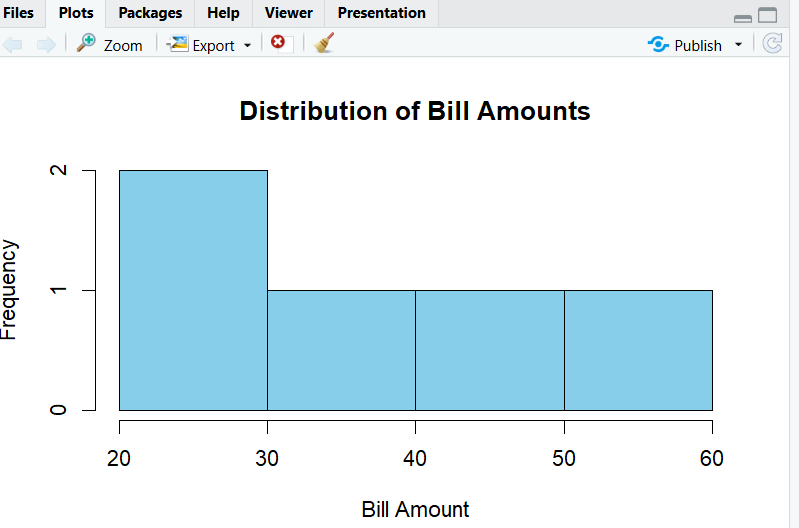 Files Plots Packages Help Viewer Presentation
Zoom Export Publish
Distribution of Bill Amounts
2
1
0
Frequency
20 30 40 50 60
Bill Amount